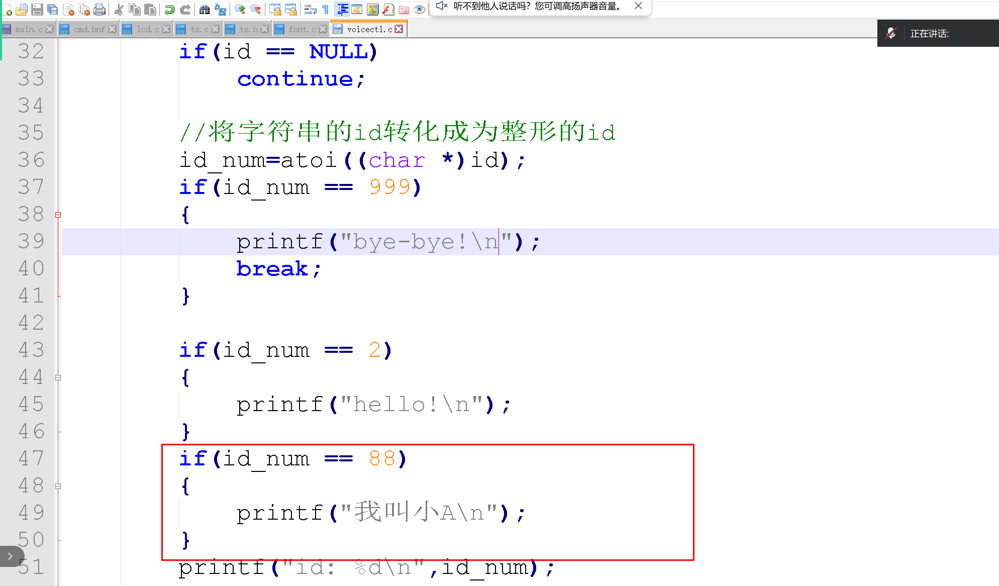 听不到他人说话吗？您可调高扬声器音量。
正在讲话:
main.c cmd.bnf lcd.c ts.c ts.h font.c voicectl.c
32 if(id == NULL)
33 continue;
34
35 //将字符串的id转化成为整形的id
36 id_num=atoi((char *)id);
37 if(id_num == 999)
38 {
39 printf("bye-bye!\n");
40 break;
41 }
42
43 if(id_num == 2)
44 {
45 printf("hello!\n");
46 }
47 if(id_num == 88)
48 {
49 printf("我叫小A\n");
50 }
51 printf("id: %d\n",id_num);